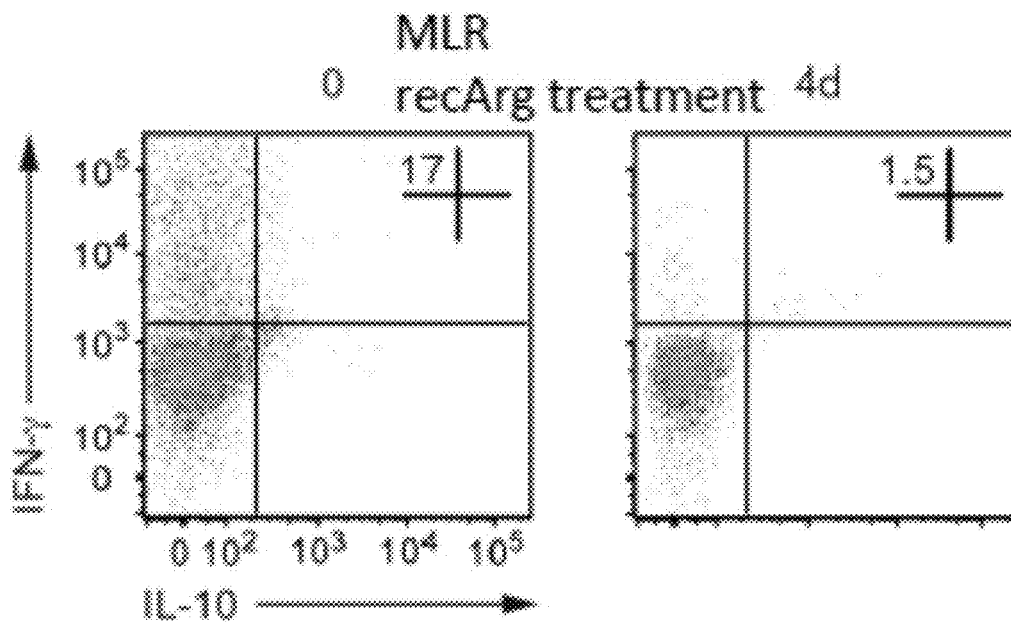 MLR
0 recArg treatment 4d
17
1.5
IFN-γ
10⁵
10⁴
10³
10²
0
0 10² 10³ 10⁴ 10⁵
IL-10